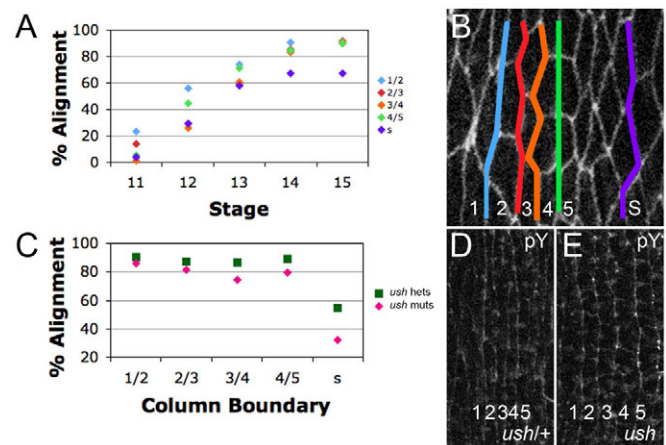 A
% Alignment
100
80
60
40
20
0
11 12 13 14 15
Stage
1/2
2/3
3/4
4/5
s
B
1 2 3 4 5 S
C
% Alignment
100
80
60
40
20
1/2 2/3 3/4 4/5 s
Column Boundary
ush hets
ush muts
D pY
12345
ush/+
E pY
1 2 3 4 5
ush